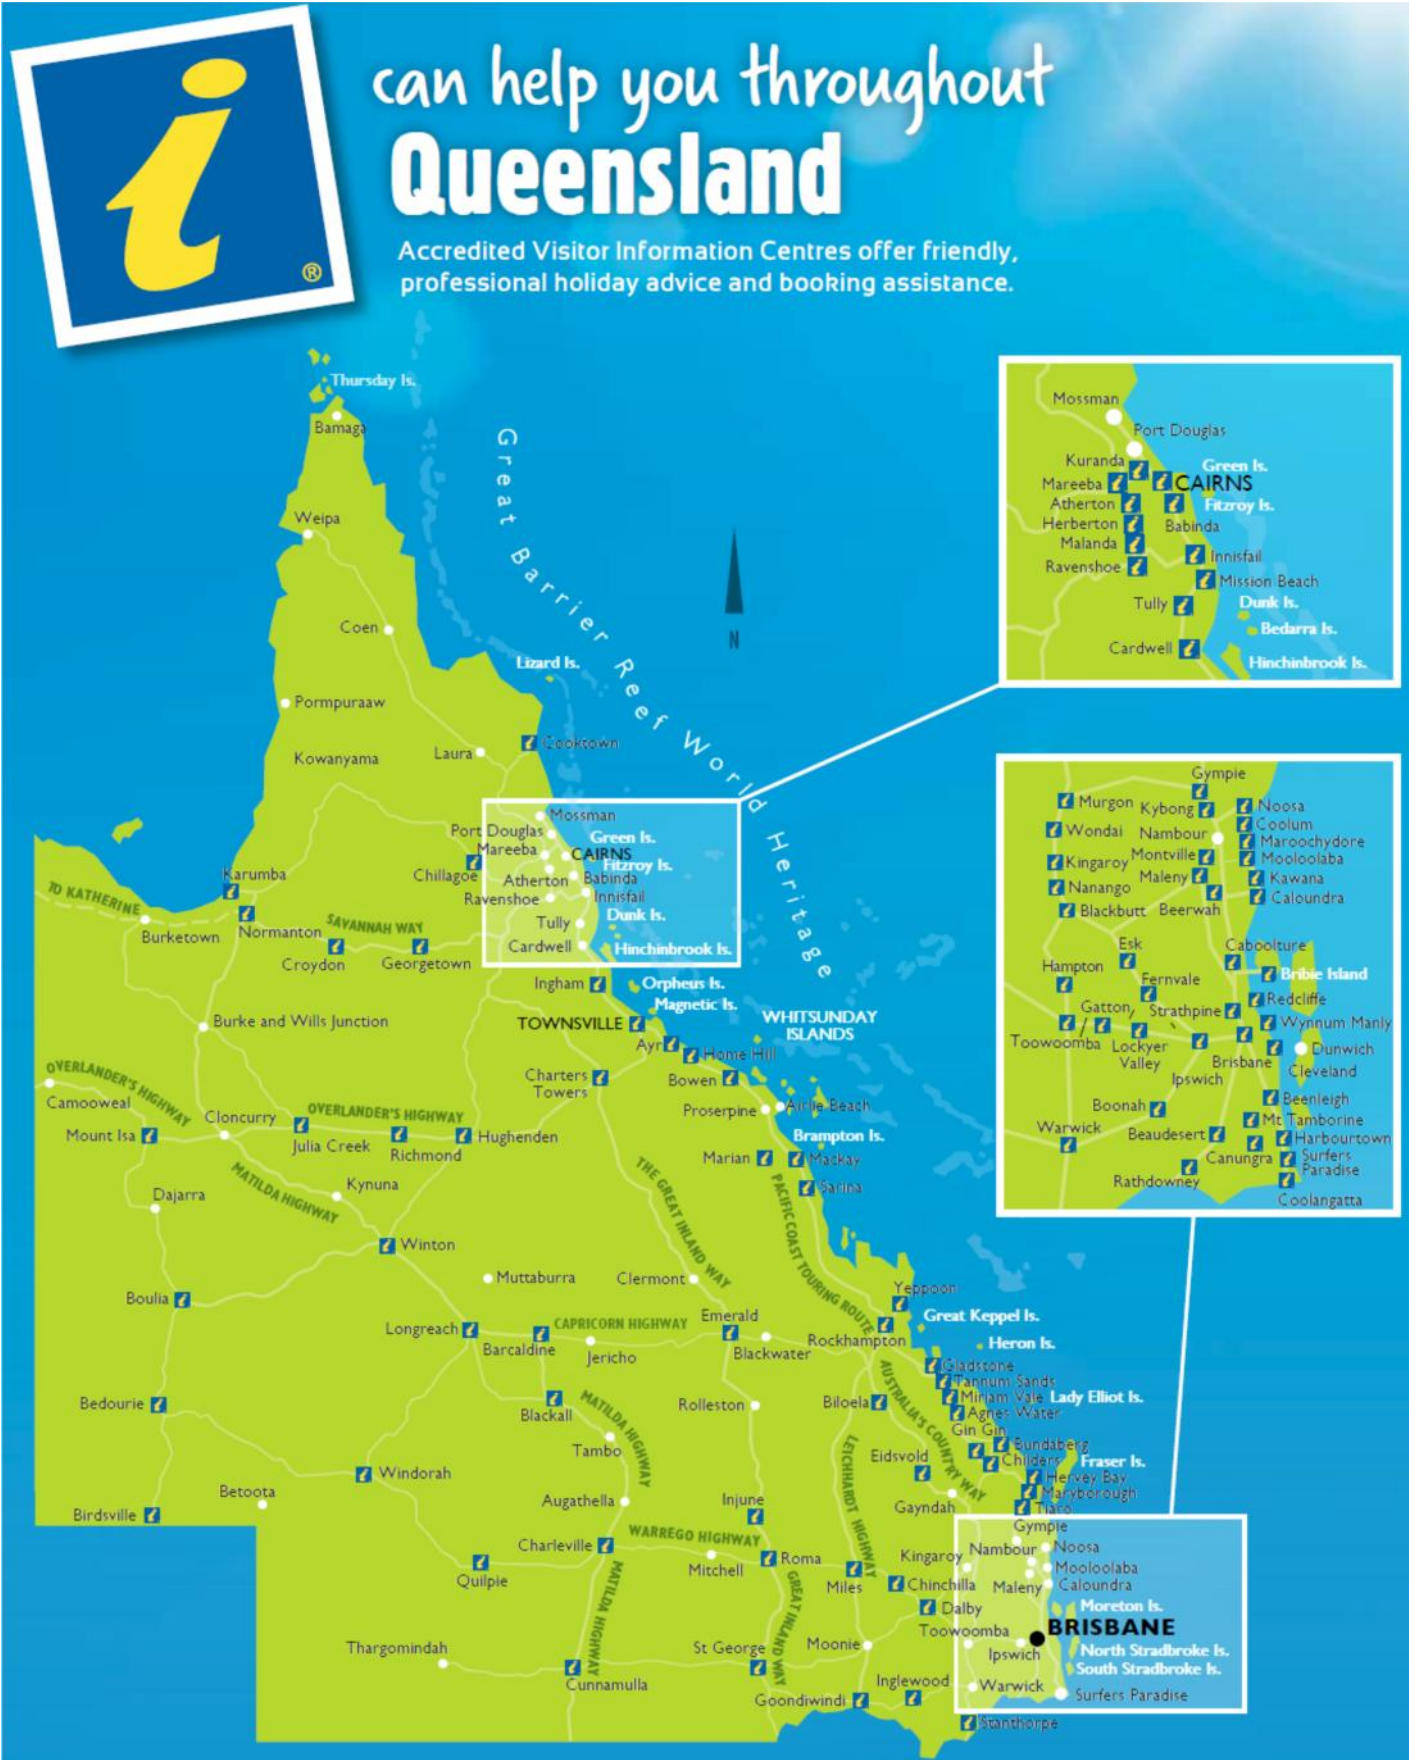 i
®
can help you throughout
Queensland
Accredited Visitor Information Centres offer friendly,
professional holiday advice and booking assistance.
Thursday Is.
Bamaga
Weipa
Coen
Pormpuraaw
Kowanyama
Laura
Lizard Is.
Cooktown
Great Barrier Reef World Heritage
N
Mossman
Port Douglas
Green Is.
Mareeba
CAIRNS
Fitzroy Is.
Chillagoe
Atherton
Babinda
Ravenshoe
Innisfail
Dunk Is.
Tully
Cardwell
Hinchinbrook Is.
Karumba
TO KATHERINE
Burketown
Normanton
SAVANNAH WAY
Croydon
Georgetown
Ingham
Orpheus Is.
Magnetic Is.
TOWNSVILLE
WHITSUNDAY
ISLANDS
Burke and Wills Junction
Ayr
Home Hill
Charters
Towers
Bowen
OVERLANDER'S HIGHWAY
Camooweal
Proserpine
Airlie Beach
Cloncurry
OVERLANDER'S HIGHWAY
Mount Isa
Julia Creek
Richmond
Hughenden
Brampton Is.
Marian
Mackay
Sarina
MATILDA HIGHWAY
THE GREAT INLAND WAY
PACIFIC COAST TOURING ROUTE
Dajarra
Kynuna
Winton
Muttaburra
Clermont
Boulia
Yeppoon
Great Keppel Is.
Longreach
Barcaldine
CAPRICORN HIGHWAY
Jericho
Emerald
Blackwater
Rockhampton
Heron Is.
Gladstone
Tannum Sands
Miriam Vale
Lady Elliot Is.
Agnes Water
Bedourie
Blackall
MATILDA HIGHWAY
Rolleston
Biloela
AUSTRALIA'S COUNTRY WAY
Gin Gin
Bundaberg
Tambo
LEICHHARDT HIGHWAY
Eidsvold
Childers
Fraser Is.
Windorah
Hervey Bay
Maryborough
Betoota
Augathella
Injune
Gayndah
Tiaro
Birdsville
Gympie
Charleville
WARREGO HIGHWAY
Kingaroy
Nambour
Noosa
Quilpie
Mitchell
Roma
Miles
Chinchilla
Mooloolaba
Maleny
Caloundra
MATILDA HIGHWAY
GREAT INLAND WAY
Dalby
Moreton Is.
Toowoomba
BRISBANE
Thargomindah
St George
Moonie
Ipswich
North Stradbroke Is.
South Stradbroke Is.
Cunnamulla
Goondiwindi
Inglewood
Warwick
Surfers Paradise
Stanthorpe
Mossman
Port Douglas
Kuranda
Green Is.
Mareeba
CAIRNS
Atherton
Fitzroy Is.
Herberton
Babinda
Malanda
Innisfail
Ravenshoe
Mission Beach
Tully
Dunk Is.
Bedarra Is.
Cardwell
Hinchinbrook Is.
Gympie
Murgon
Kybong
Noosa
Wondai
Nambour
Coolum
Maroochydore
Kingaroy
Montville
Mooloolaba
Nanango
Maleny
Kawana
Blackbutt
Beerwah
Caloundra
Esk
Caboolture
Hampton
Bribie Island
Fernvale
Redcliffe
Gatton
Strathpine
Wynnum Manly
Toowoomba
Lockyer
Valley
Brisbane
Dunwich
Ipswich
Cleveland
Boonah
Beenleigh
Warwick
Mt Tamborine
Beaudesert
Harbourtown
Canungra
Surfers
Paradise
Rathdowney
Coolangatta